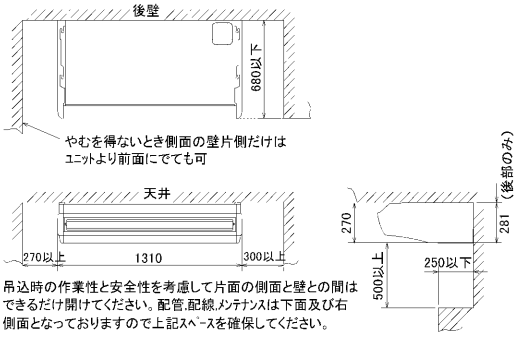 後壁
680以下
やむを得ないとき側面の壁片側だけは
ユニットより前面にでても可
天井
270以上
1310
300以上
270
281
(後部のみ)
500以上
250以下
吊込時の作業性と安全性を考慮して片面の側面と壁との間は
できるだけ開けてください。配管,配線,メンテナンスは下面及び右
側面となっておりますので上記スペースを確保してください。